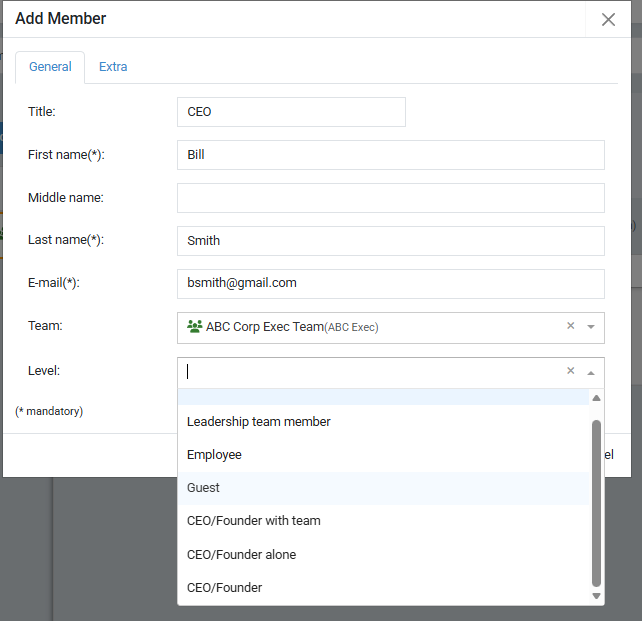 Add Member
General Extra
Title: CEO
First name(*): Bill
Middle name:
Last name(*): Smith
E-mail(*): bsmith@gmail.com
Team: ABC Corp Exec Team(ABC Exec)
Level:
(* mandatory)
Leadership team member
Employee
el
Guest
CEO/Founder with team
CEO/Founder alone
CEO/Founder